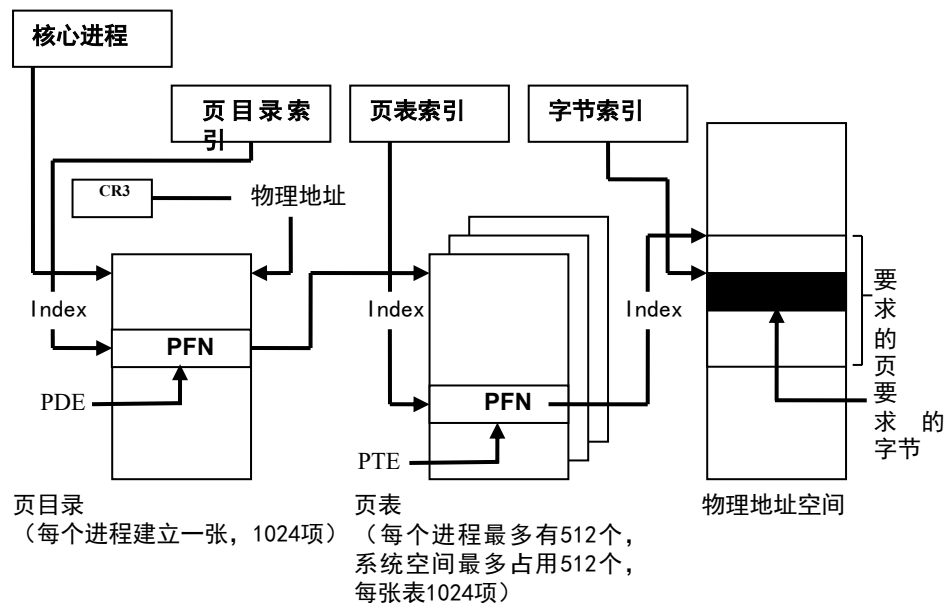 核心进程
页目录索
引
页表索引
字节索引
CR3
物理地址
Index
Index
Index
PFN
PFN
PDE
PTE
要
求
的
页
要
求 的
字节
页目录
（每个进程建立一张，1024项）
页表
（每个进程最多有512个，
系统空间最多占用512个，
每张表1024项）
物理地址空间